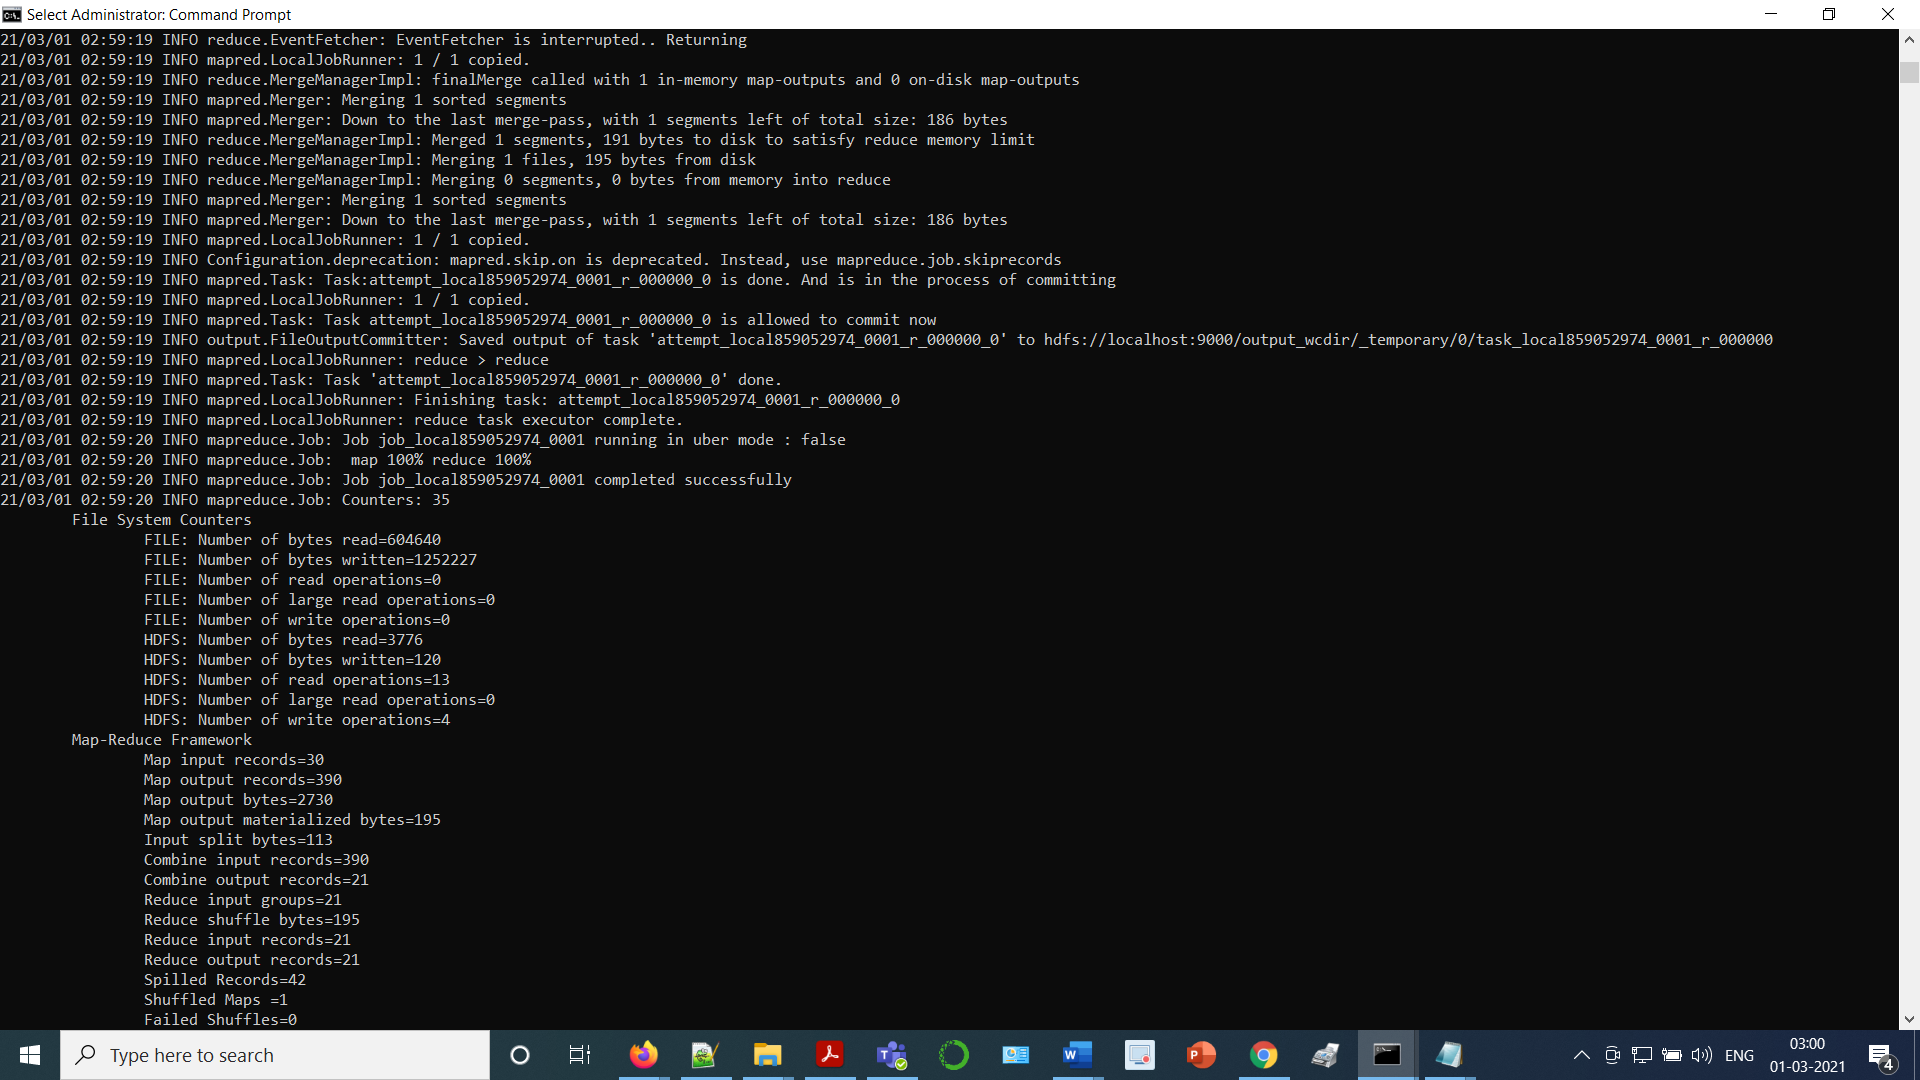 Select Administrator: Command Prompt
21/03/01 02:59:19 INFO reduce.EventFetcher: EventFetcher is interrupted.. Returning
21/03/01 02:59:19 INFO mapred.LocalJobRunner: 1 / 1 copied.
21/03/01 02:59:19 INFO reduce.MergeManagerImpl: finalMerge called with 1 in-memory map-outputs and 0 on-disk map-outputs
21/03/01 02:59:19 INFO mapred.Merger: Merging 1 sorted segments
21/03/01 02:59:19 INFO mapred.Merger: Down to the last merge-pass, with 1 segments left of total size: 186 bytes
21/03/01 02:59:19 INFO reduce.MergeManagerImpl: Merged 1 segments, 191 bytes to disk to satisfy reduce memory limit
21/03/01 02:59:19 INFO reduce.MergeManagerImpl: Merging 1 files, 195 bytes from disk
21/03/01 02:59:19 INFO reduce.MergeManagerImpl: Merging 0 segments, 0 bytes from memory into reduce
21/03/01 02:59:19 INFO mapred.Merger: Merging 1 sorted segments
21/03/01 02:59:19 INFO mapred.Merger: Down to the last merge-pass, with 1 segments left of total size: 186 bytes
21/03/01 02:59:19 INFO mapred.LocalJobRunner: 1 / 1 copied.
21/03/01 02:59:19 INFO Configuration.deprecation: mapred.skip.on is deprecated. Instead, use mapreduce.job.skiprecords
21/03/01 02:59:19 INFO mapred.Task: Task:attempt_local859052974_0001_r_000000_0 is done. And is in the process of committing
21/03/01 02:59:19 INFO mapred.LocalJobRunner: 1 / 1 copied.
21/03/01 02:59:19 INFO mapred.Task: Task attempt_local859052974_0001_r_000000_0 is allowed to commit now
21/03/01 02:59:19 INFO output.FileOutputCommitter: Saved output of task 'attempt_local859052974_0001_r_000000_0' to hdfs://localhost:9000/output_wcdir/_temporary/0/task_local859052974_0001_r_000000
21/03/01 02:59:19 INFO mapred.LocalJobRunner: reduce > reduce
21/03/01 02:59:19 INFO mapred.Task: Task 'attempt_local859052974_0001_r_000000_0' done.
21/03/01 02:59:19 INFO mapred.LocalJobRunner: Finishing task: attempt_local859052974_0001_r_000000_0
21/03/01 02:59:19 INFO mapred.LocalJobRunner: reduce task executor complete.
21/03/01 02:59:20 INFO mapreduce.Job: Job job_local859052974_0001 running in uber mode : false
21/03/01 02:59:20 INFO mapreduce.Job:  map 100% reduce 100%
21/03/01 02:59:20 INFO mapreduce.Job: Job job_local859052974_0001 completed successfully
21/03/01 02:59:20 INFO mapreduce.Job: Counters: 35
File System Counters
FILE: Number of bytes read=604640
FILE: Number of bytes written=1252227
FILE: Number of read operations=0
FILE: Number of large read operations=0
FILE: Number of write operations=0
HDFS: Number of bytes read=3776
HDFS: Number of bytes written=120
HDFS: Number of read operations=13
HDFS: Number of large read operations=0
HDFS: Number of write operations=4
Map-Reduce Framework
Map input records=30
Map output records=390
Map output bytes=2730
Map output materialized bytes=195
Input split bytes=113
Combine input records=390
Combine output records=21
Reduce input groups=21
Reduce shuffle bytes=195
Reduce input records=21
Reduce output records=21
Spilled Records=42
Shuffled Maps =1
Failed Shuffles=0
Type here to search
ENG
03:00
01-03-2021
4